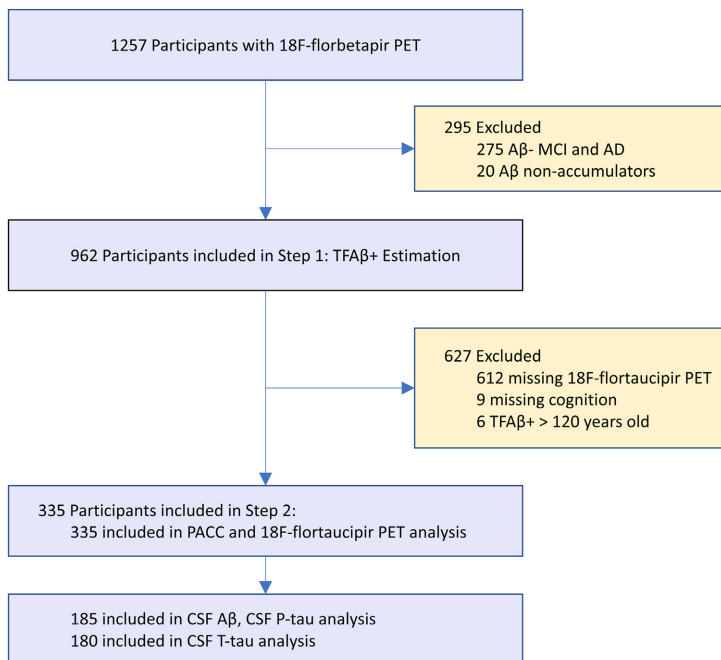 1257 Participants with 18F-florbetapir PET
295 Excluded
275 Aβ- MCI and AD
20 Aβ non-accumulators
962 Participants included in Step 1: TFAβ+ Estimation
627 Excluded
612 missing 18F-flortaucipir PET
9 missing cognition
6 TFAβ+ > 120 years old
335 Participants included in Step 2:
335 included in PACC and 18F-flortaucipir PET analysis
185 included in CSF Aβ, CSF P-tau analysis
180 included in CSF T-tau analysis